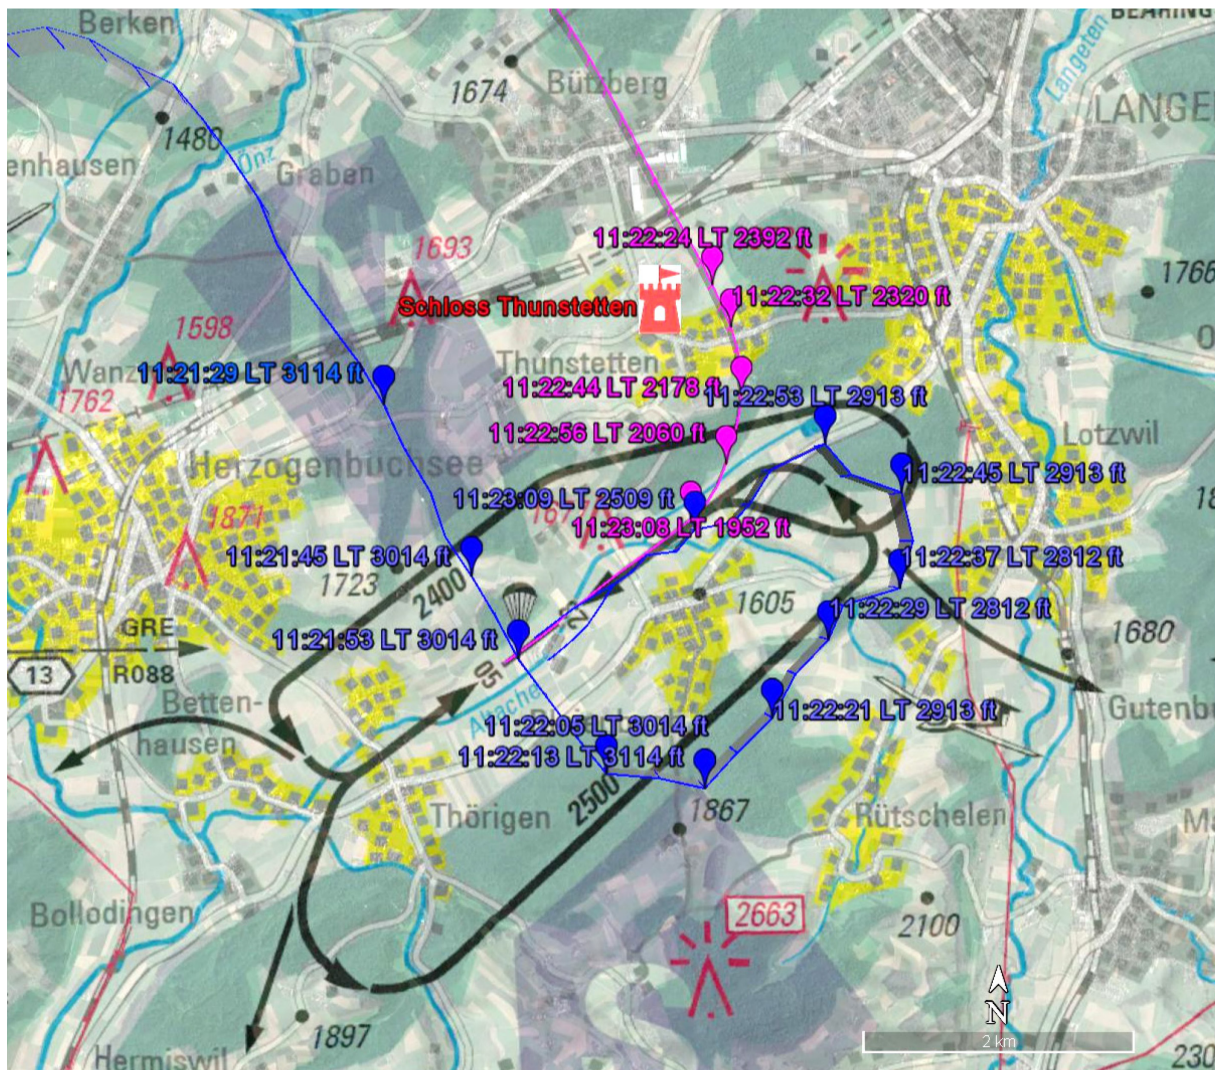 Berken
BEARING
Langeten
1674
Bützberg
LANGE
1480
enhausen
Önz
Graben
1693
11:22:24 LT 2392 ft
1766
Schloss Thunstetten
11:22:32 LT 2320 ft
1598
Wanz
11:21:29 LT 3114 ft
Thunstetten
1762
11:22:44 LT 2178 ft
11:22:53 LT 2913 ft
11:22:56 LT 2060 ft
Lotzwil
Herzogenbuchsee
11:22:45 LT 2913 ft
11:23:09 LT 2509 ft
1871
11:23:08 LT 1952 ft
11:21:45 LT 3014 ft
11:22:37 LT 2812 ft
1723
2400
1605
11:22:29 LT 2812 ft
23
GRE
11:21:53 LT 3014 ft
1680
13
R088
05
Betten-
hausen
Altache
11:22:21 LT 2913 ft
Gutenbu
11:22:05 LT 3014 ft
11:22:13 LT 3114 ft
2500
1867
Thörigen
Rütschelen
Bollodingen
2663
2100
N
1897
2 km
Hermiswil
230